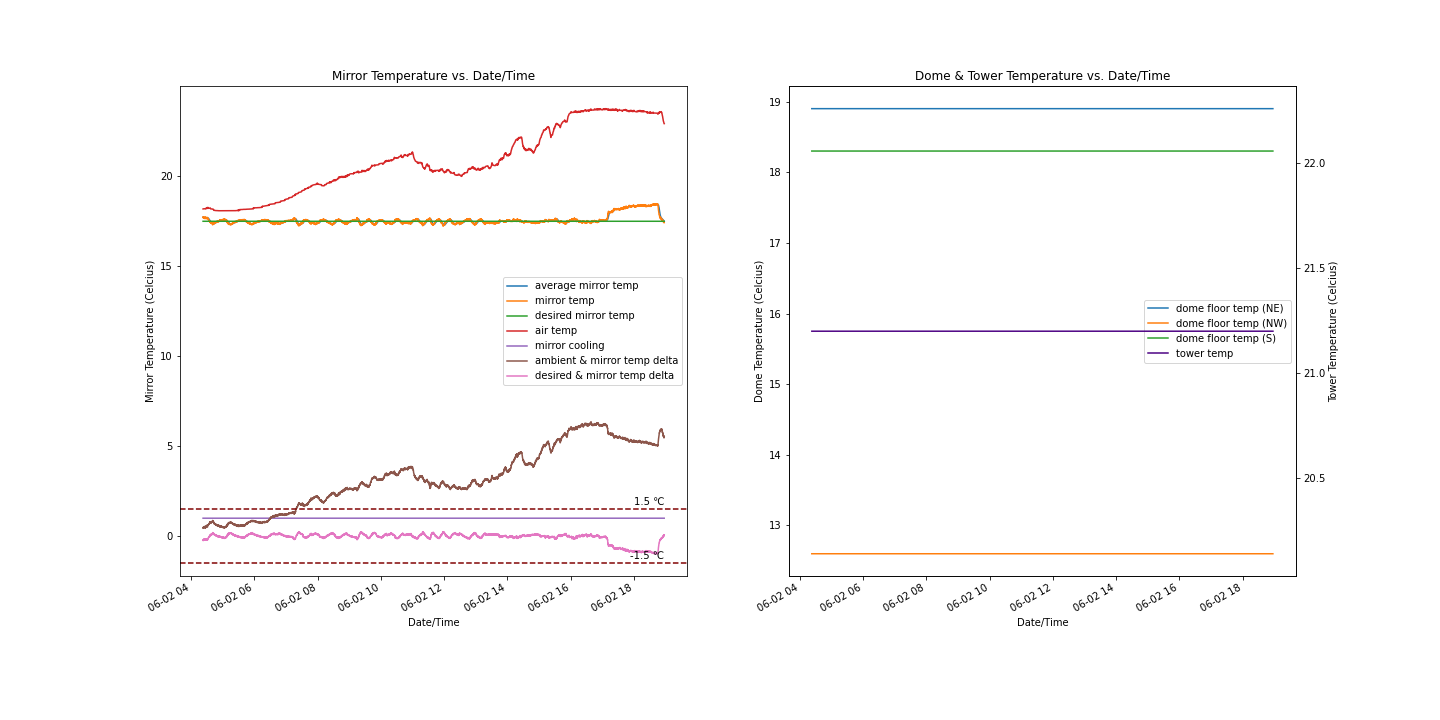 Mirror Temperature vs. Date/Time
Mirror Temperature (Celcius)
20
15
10
5
0
average mirror temp
mirror temp
desired mirror temp
air temp
mirror cooling
ambient & mirror temp delta
desired & mirror temp delta
1.5 °C
-1.5 °C
06-02 04
06-02 06
06-02 08
06-02 10
06-02 12
06-02 14
06-02 16
06-02 18
Date/Time
Dome & Tower Temperature vs. Date/Time
Dome Temperature (Celcius)
19
18
17
16
15
14
13
dome floor temp (NE)
dome floor temp (NW)
dome floor temp (S)
tower temp
22.0
21.5
21.0
20.5
Tower Temperature (Celcius)
06-02 04
06-02 06
06-02 08
06-02 10
06-02 12
06-02 14
06-02 16
06-02 18
Date/Time